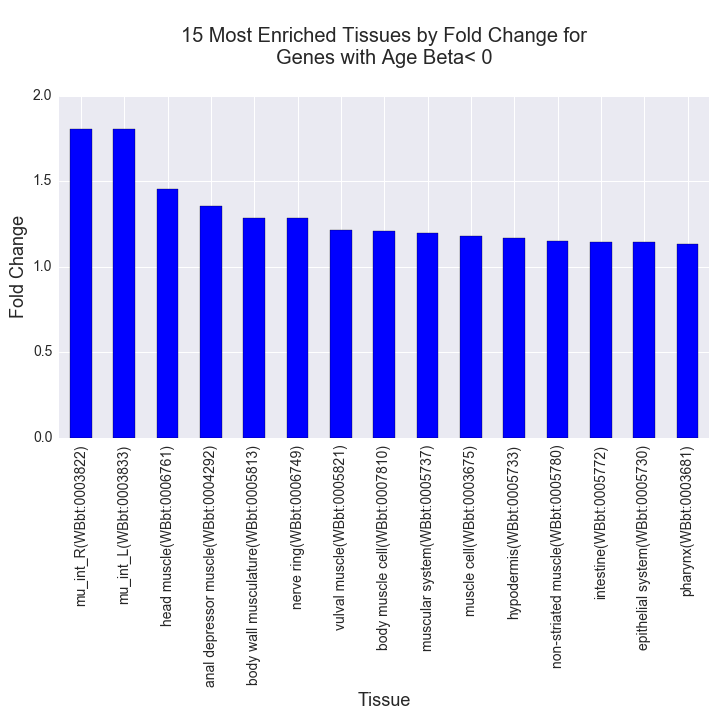 15 Most Enriched Tissues by Fold Change for
Genes with Age Beta< 0
Fold Change
2.0
1.5
1.0
0.5
0.0
mu_int_R(WBbt:0003822)
mu_int_L(WBbt:0003833)
head muscle(WBbt:0006761)
anal depressor muscle(WBbt:0004292)
body wall musculature(WBbt:0005813)
nerve ring(WBbt:0006749)
vulval muscle(WBbt:0005821)
body muscle cell(WBbt:0007810)
muscular system(WBbt:0005737)
muscle cell(WBbt:0003675)
hypodermis(WBbt:0005733)
non-striated muscle(WBbt:0005780)
intestine(WBbt:0005772)
epithelial system(WBbt:0005730)
pharynx(WBbt:0003681)
Tissue